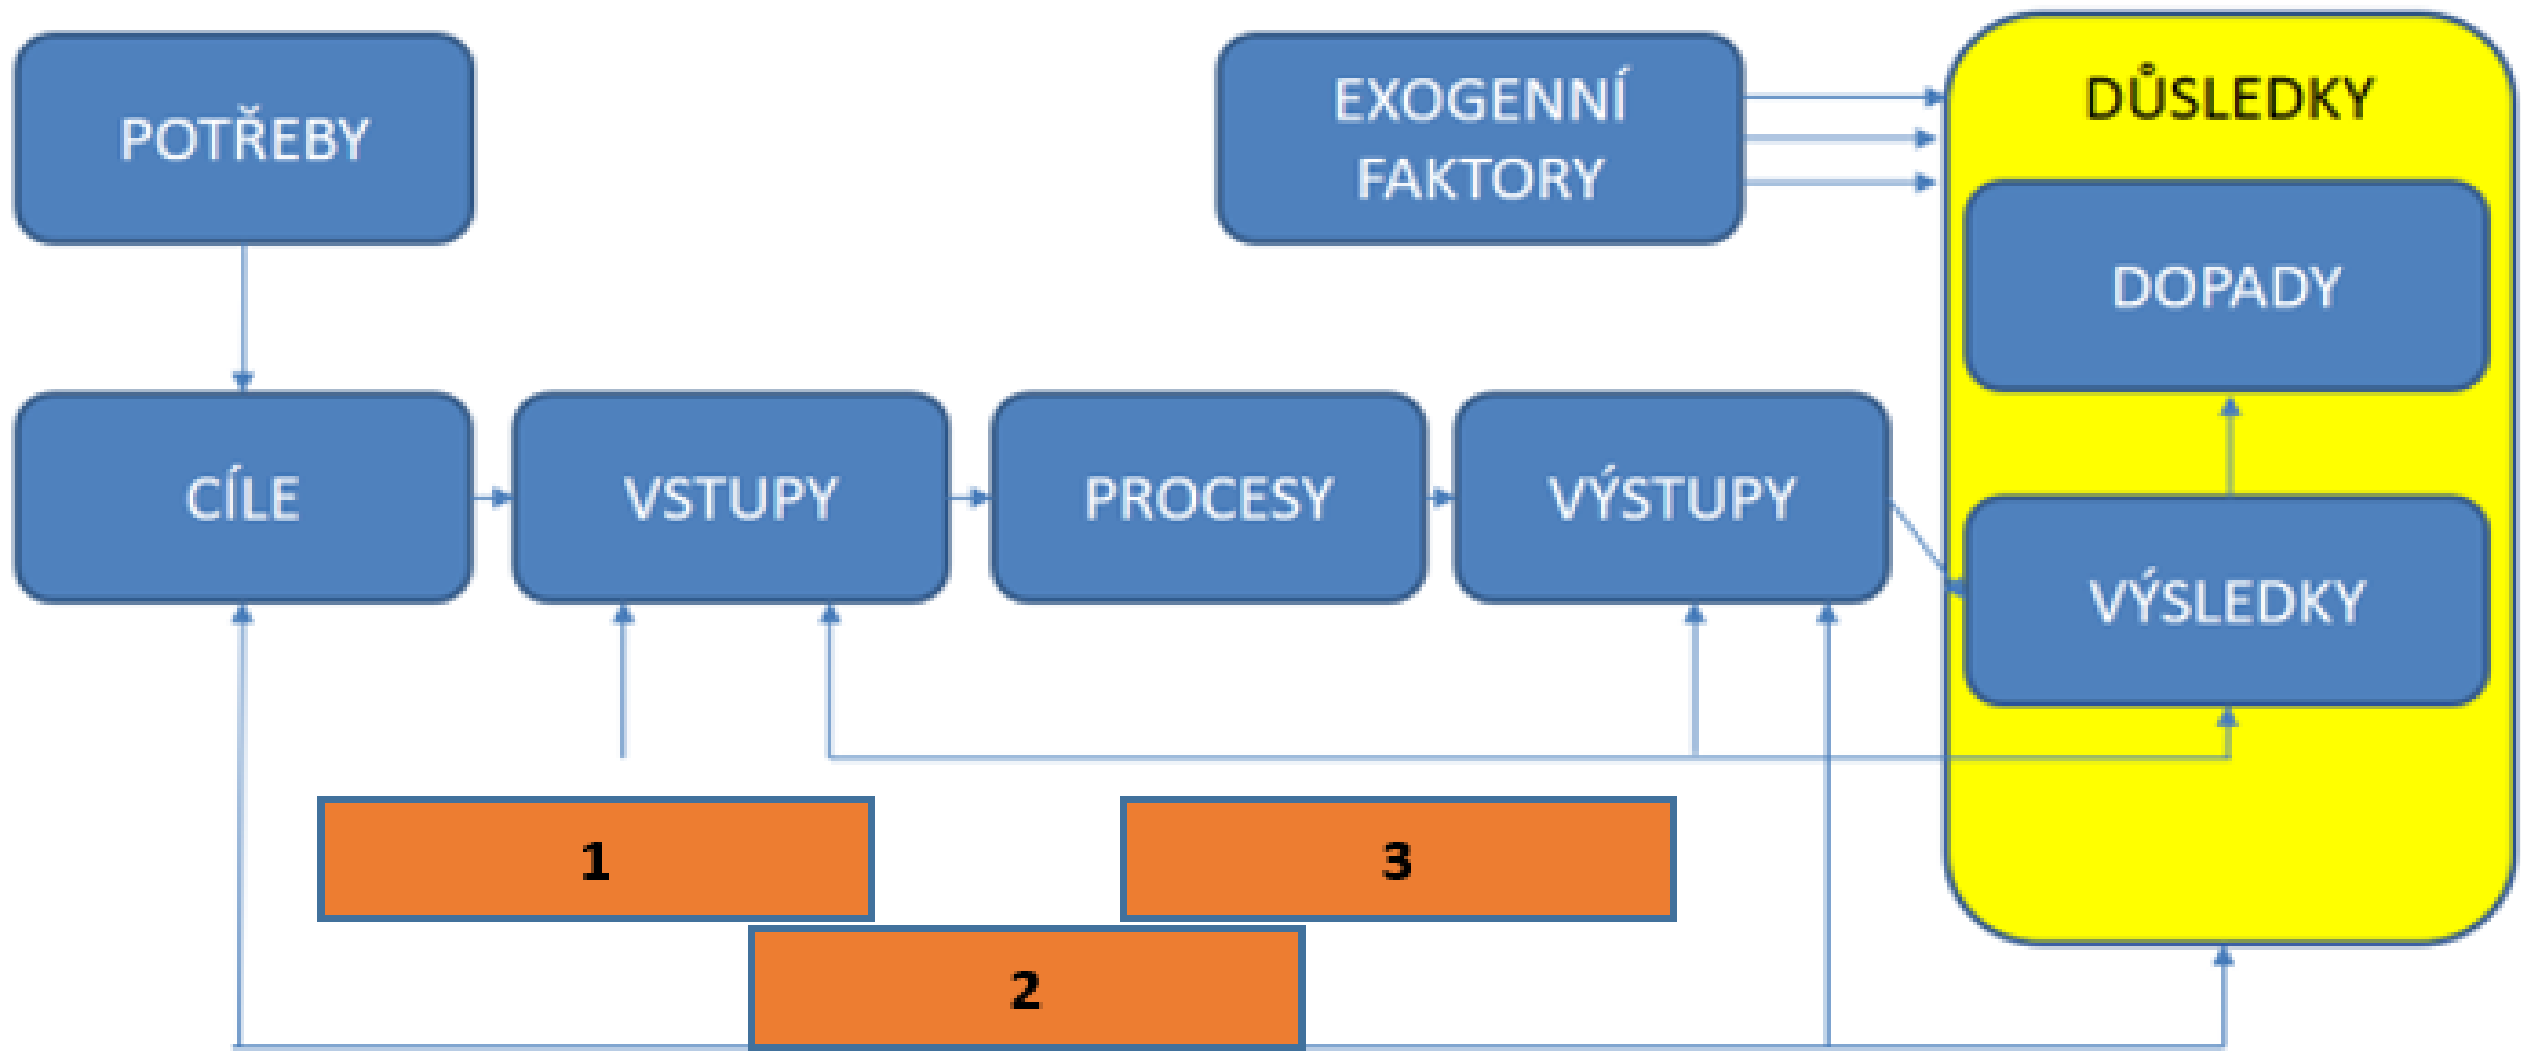 POTŘEBY
EXOGENNÍ
FAKTORY
DŮSLEDKY
DOPADY
CÍLE
VSTUPY
PROCESY
VÝSTUPY
VÝSLEDKY
1
3
2